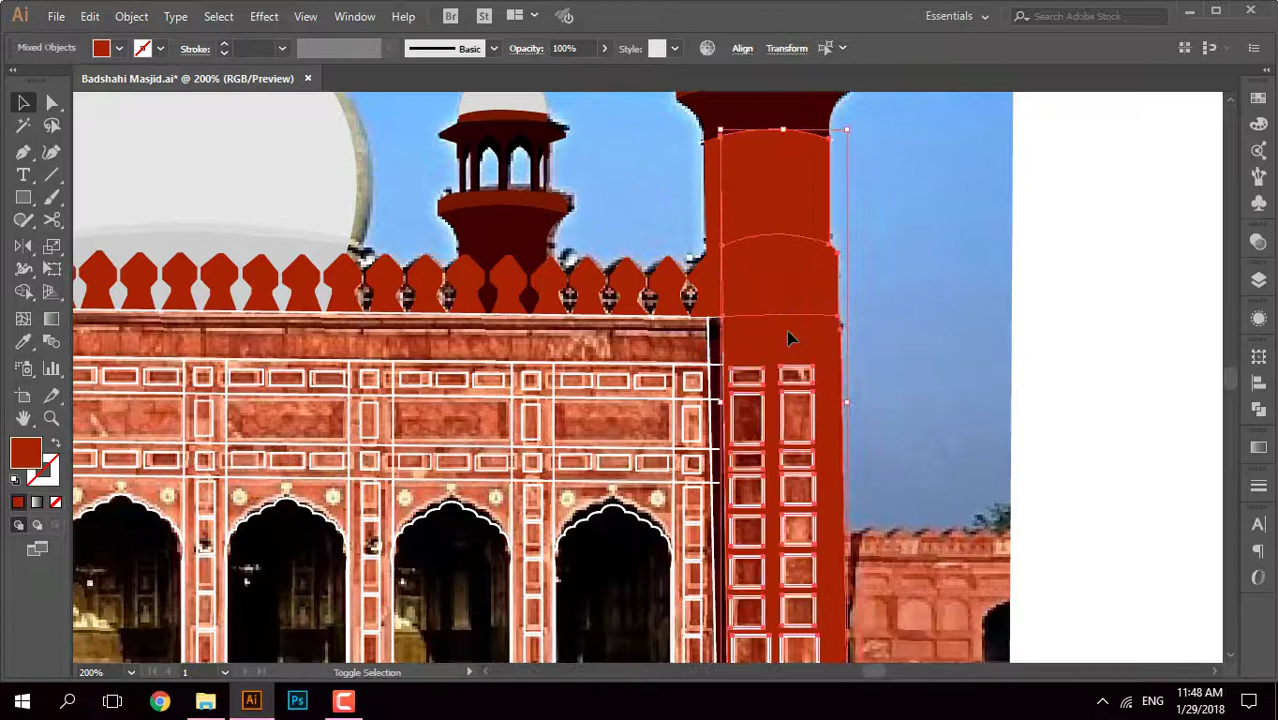 Ai File Edit Object Type Select Effect View Window Help Br St Essentials Search Adobe Stock
Mixed Objects Stroke: Basic Opacity: 100% Style: Align Transform
Badshahi Masjid.ai* @ 200% (RGB/Preview)
200% 1 Toggle Selection
Ai Ps ENG 11:48 AM
1/29/2018